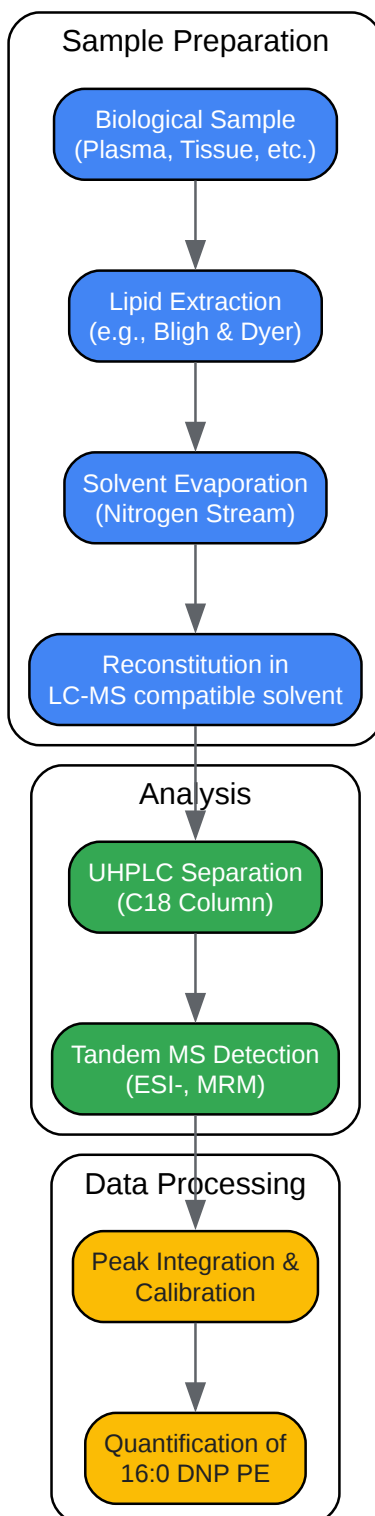 Sample Preparation
Biological Sample
(Plasma, Tissue, etc.)
Lipid Extraction
(e.g., Bligh & Dyer)
Solvent Evaporation
(Nitrogen Stream)
Reconstitution in
LC-MS compatible solvent
Analysis
UHPLC Separation
(C18 Column)
Tandem MS Detection
(ESI-, MRM)
Data Processing
Peak Integration &
Calibration
Quantification of
16:0 DNP PE